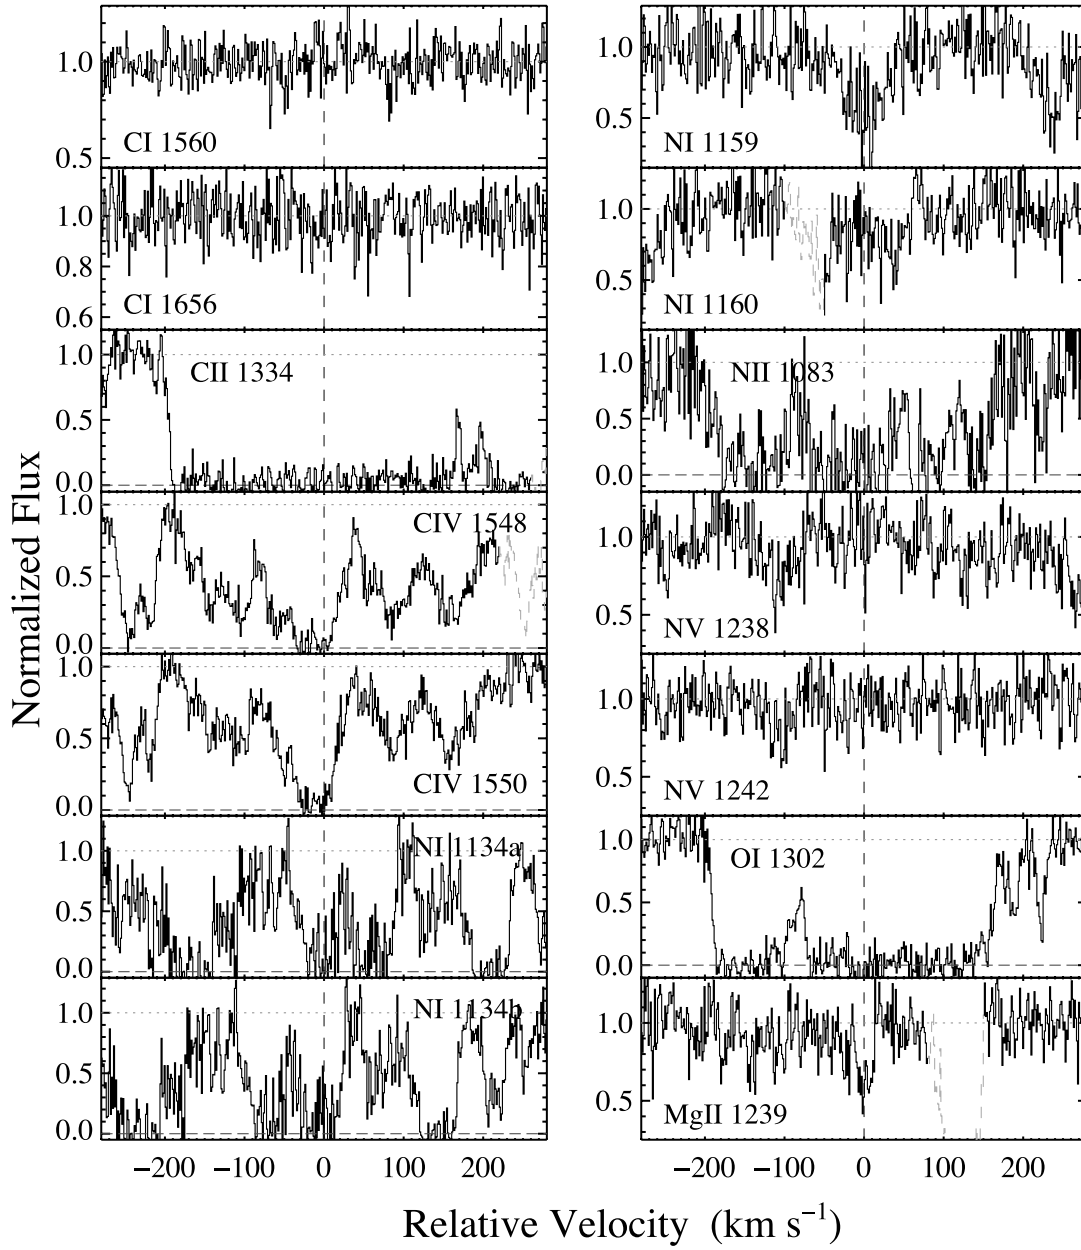 1.0
CI 1560
0.5
1.0
0.8
CI 1656
0.6
1.0
CII 1334
0.5
0.0
1.0
CIV 1548
0.5
0.0
1.0
0.5
CIV 1550
0.0
1.0
NI 1134a
0.5
0.0
1.0
NI 1134b
0.5
0.0
−200 −100 0 100 200
1.0
0.5
NI 1159
1.0
0.5
NI 1160
1.0
NII 1083
0.5
0.0
1.0
0.5
NV 1238
1.0
0.5
NV 1242
1.0
OI 1302
0.5
0.0
1.0
0.5
MgII 1239
−200 −100 0 100 200
Normalized Flux
Relative Velocity (km s⁻¹)